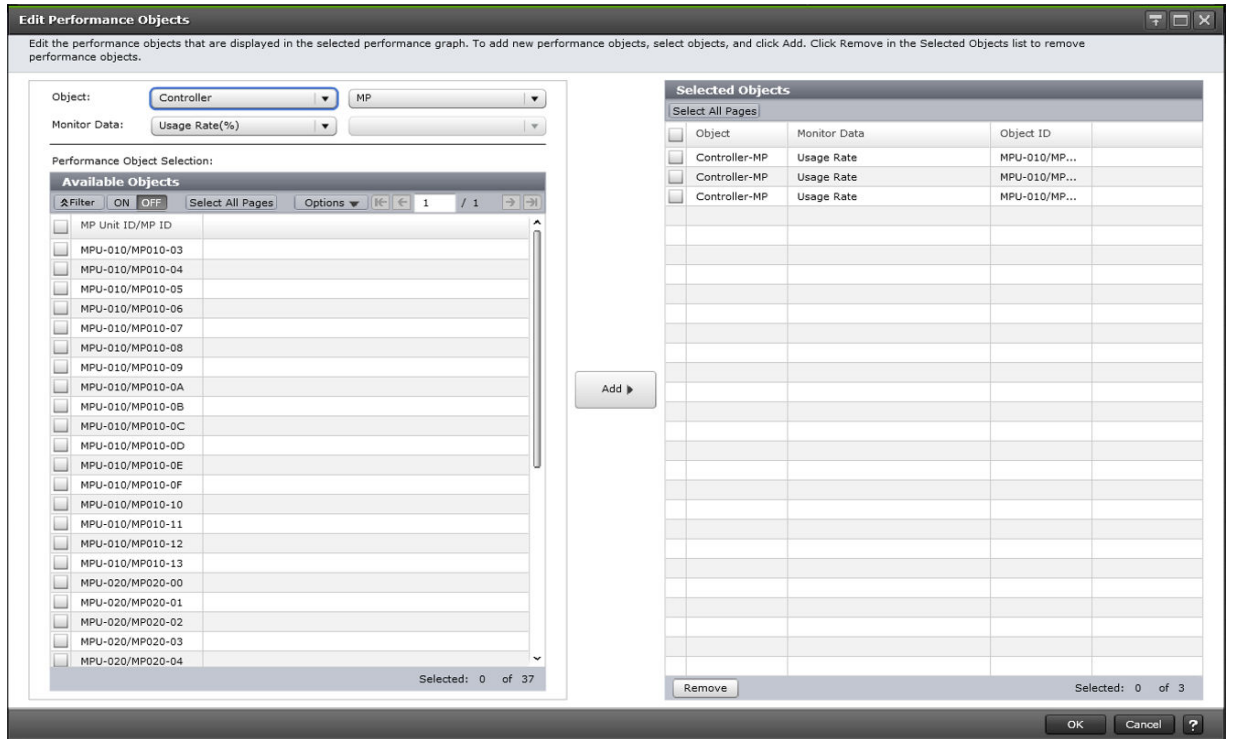 Edit Performance Objects
Edit the performance objects that are displayed in the selected performance graph. To add new performance objects, select objects, and click Add. Click Remove in the Selected Objects list to remove
performance objects.
Object: Controller MP
Monitor Data: Usage Rate(%)
Performance Object Selection:
Available Objects
Filter ON OFF Select All Pages Options 1 / 1
MP Unit ID/MP ID
MPU-010/MP010-03
MPU-010/MP010-04
MPU-010/MP010-05
MPU-010/MP010-06
MPU-010/MP010-07
MPU-010/MP010-08
MPU-010/MP010-09
MPU-010/MP010-0A
MPU-010/MP010-0B
MPU-010/MP010-0C
MPU-010/MP010-0D
MPU-010/MP010-0E
MPU-010/MP010-0F
MPU-010/MP010-10
MPU-010/MP010-11
MPU-010/MP010-12
MPU-010/MP010-13
MPU-020/MP020-00
MPU-020/MP020-01
MPU-020/MP020-02
MPU-020/MP020-03
MPU-020/MP020-04
Selected: 0 of 37
Add
Selected Objects
Select All Pages
Object Monitor Data Object ID
Controller-MP Usage Rate MPU-010/MP...
Controller-MP Usage Rate MPU-010/MP...
Controller-MP Usage Rate MPU-010/MP...
Remove Selected: 0 of 3
OK Cancel ?